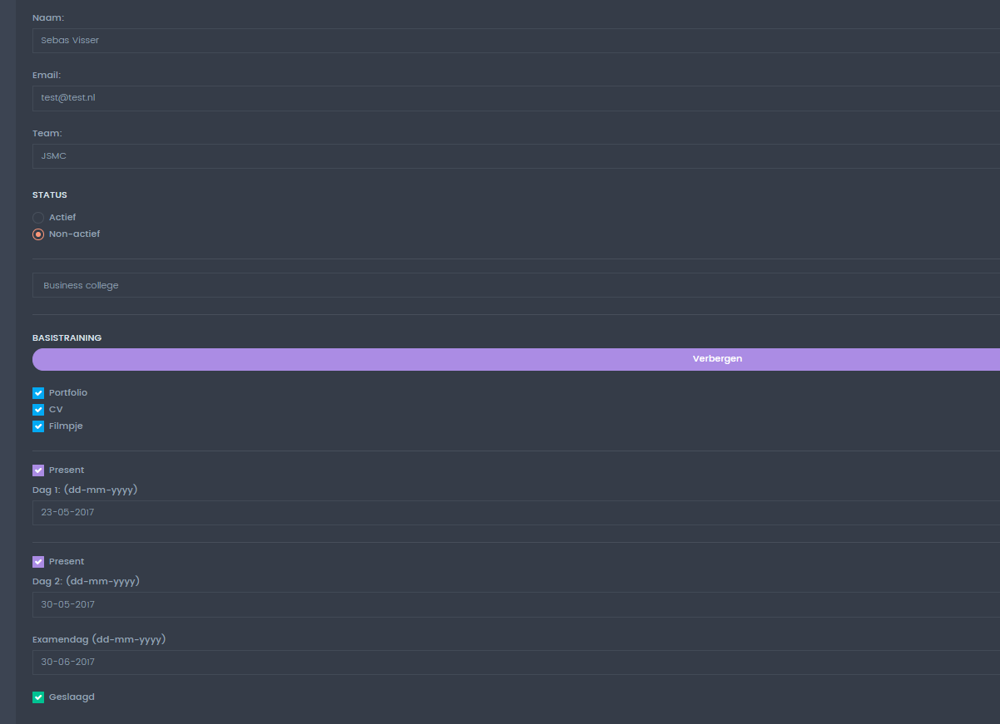 Naam:
Sebas Visser
Email:
test@test.nl
Team:
JSMC
STATUS
Actief
Non-actief
Business college
BASISTRAINING
Verbergen
Portfolio
CV
Filmpje
Present
Dag 1: (dd-mm-yyyy)
23-05-2017
Present
Dag 2: (dd-mm-yyyy)
30-05-2017
Examendag (dd-mm-yyyy)
30-06-2017
Geslaagd